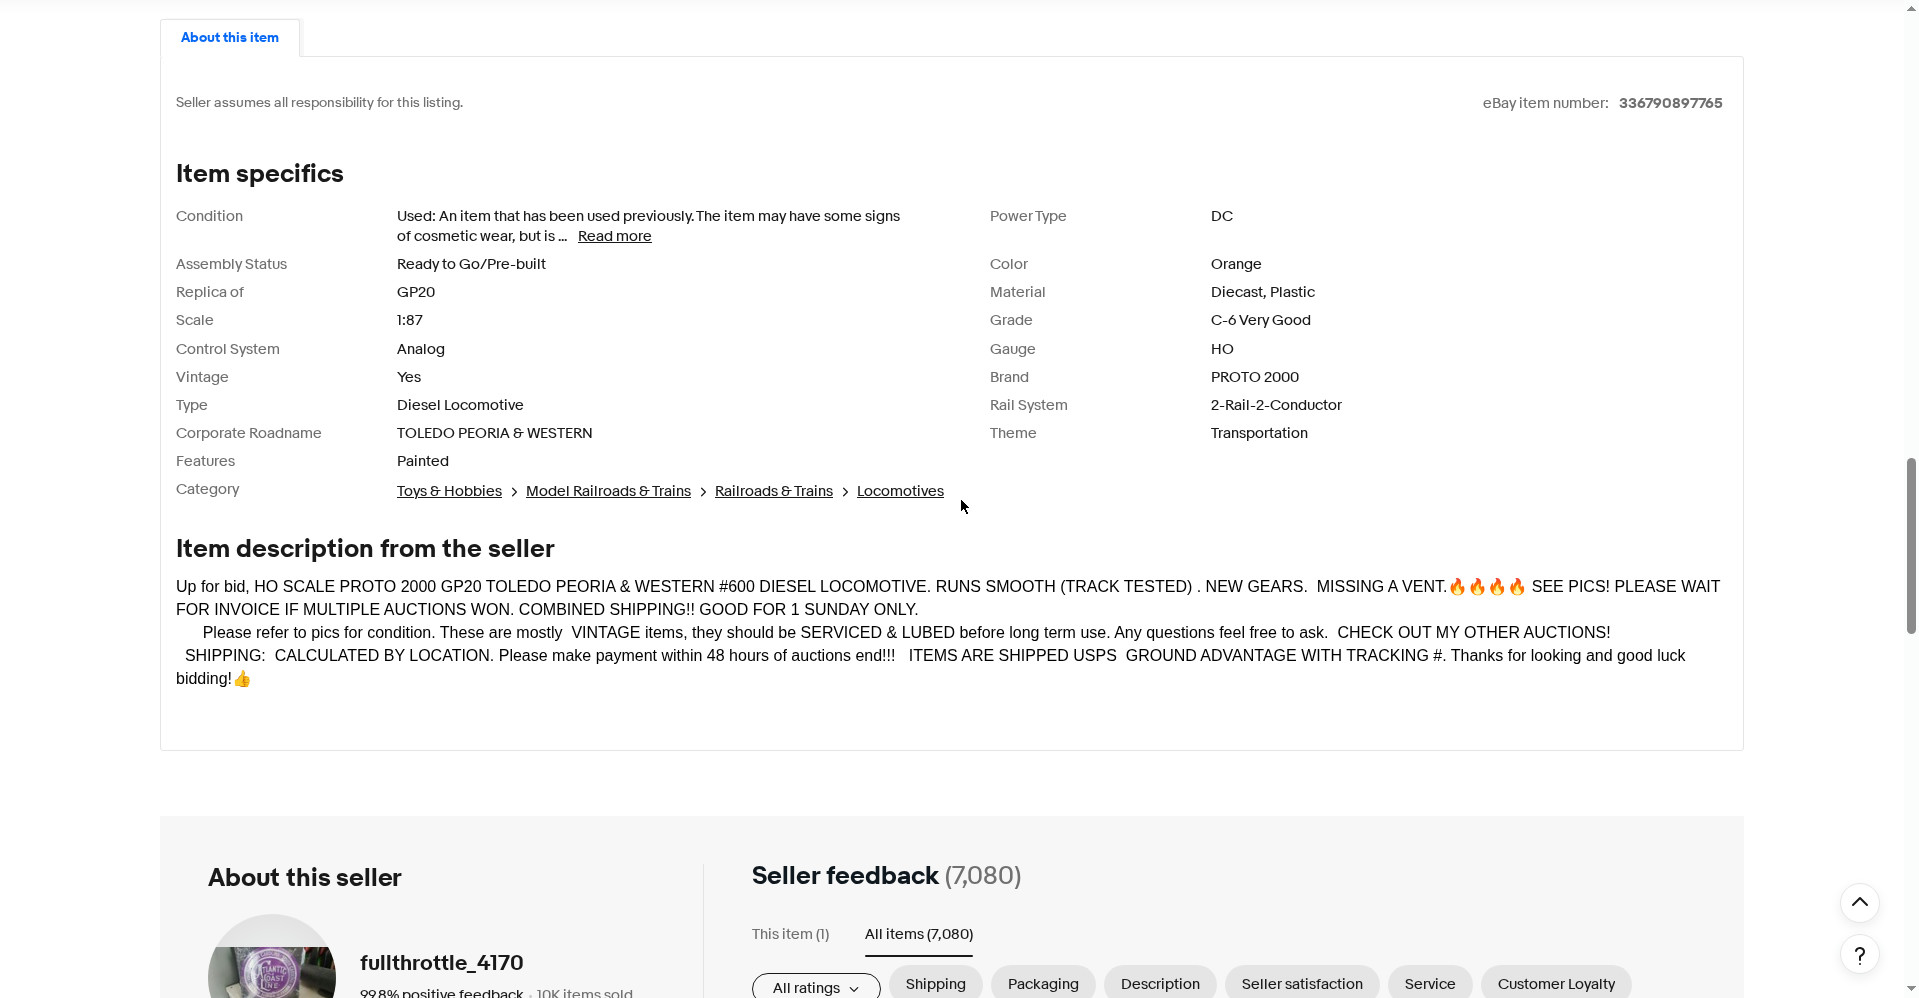 About this item
Seller assumes all responsibility for this listing.
eBay item number: 336790897765
Item specifics
Condition
Used: An item that has been used previously. The item may have some signs
of cosmetic wear, but is ... Read more
Power Type
DC
Assembly Status
Ready to Go/Pre-built
Color
Orange
Replica of
GP20
Material
Diecast, Plastic
Scale
1:87
Grade
C-6 Very Good
Control System
Analog
Gauge
HO
Vintage
Yes
Brand
PROTO 2000
Type
Diesel Locomotive
Rail System
2-Rail-2-Conductor
Corporate Roadname
TOLEDO PEORIA & WESTERN
Theme
Transportation
Features
Painted
Category
Toys & Hobbies > Model Railroads & Trains > Railroads & Trains > Locomotives
Item description from the seller
Up for bid, HO SCALE PROTO 2000 GP20 TOLEDO PEORIA & WESTERN #600 DIESEL LOCOMOTIVE. RUNS SMOOTH (TRACK TESTED) . NEW GEARS. MISSING A VENT.🔥🔥🔥🔥 SEE PICS! PLEASE WAIT
FOR INVOICE IF MULTIPLE AUCTIONS WON. COMBINED SHIPPING!! GOOD FOR 1 SUNDAY ONLY.
Please refer to pics for condition. These are mostly VINTAGE items, they should be SERVICED & LUBED before long term use. Any questions feel free to ask. CHECK OUT MY OTHER AUCTIONS!
SHIPPING: CALCULATED BY LOCATION. Please make payment within 48 hours of auctions end!!! ITEMS ARE SHIPPED USPS GROUND ADVANTAGE WITH TRACKING #. Thanks for looking and good luck
bidding!👍
About this seller
Seller feedback (7,080)
This item (1)
All items (7,080)
fullthrottle_4170
99.8% positive feedback · 10K items sold
All ratings
Shipping
Packaging
Description
Seller satisfaction
Service
Customer Loyalty
?
ATLANTIC
COAST
LINE